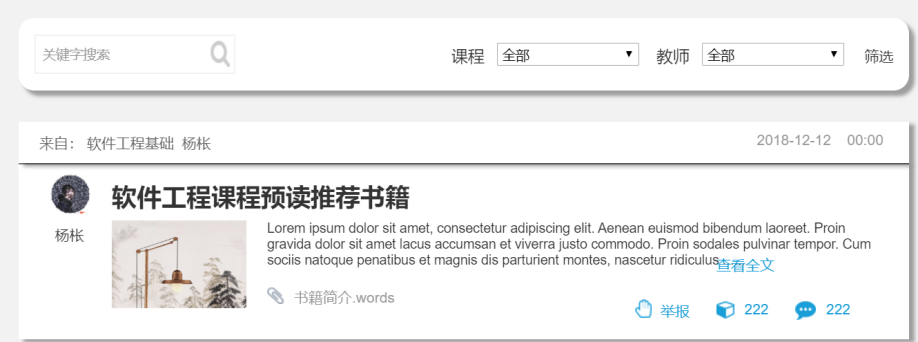 关键字搜索
课程 全部 教师 全部 筛选
来自: 软件工程基础 杨枨 2018-12-12 00:00
软件工程课程预读推荐书籍
杨枨
Lorem ipsum dolor sit amet, consectetur adipiscing elit. Aenean euismod bibendum laoreet. Proin
gravida dolor sit amet lacus accumsan et viverra justo commodo. Proin sodales pulvinar tempor. Cum
sociis natoque penatibus et magnis dis parturient montes, nascetur ridiculus 查看全文
书籍简介.words
举报 222 222